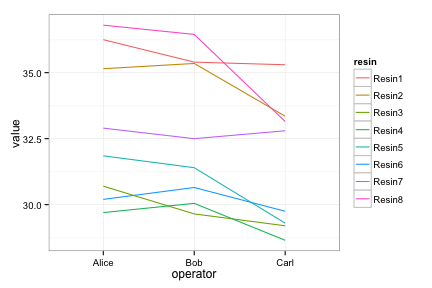 35.0
32.5
30.0
value
Alice Bob Carl
operator
resin
Resin1
Resin2
Resin3
Resin4
Resin5
Resin6
Resin7
Resin8